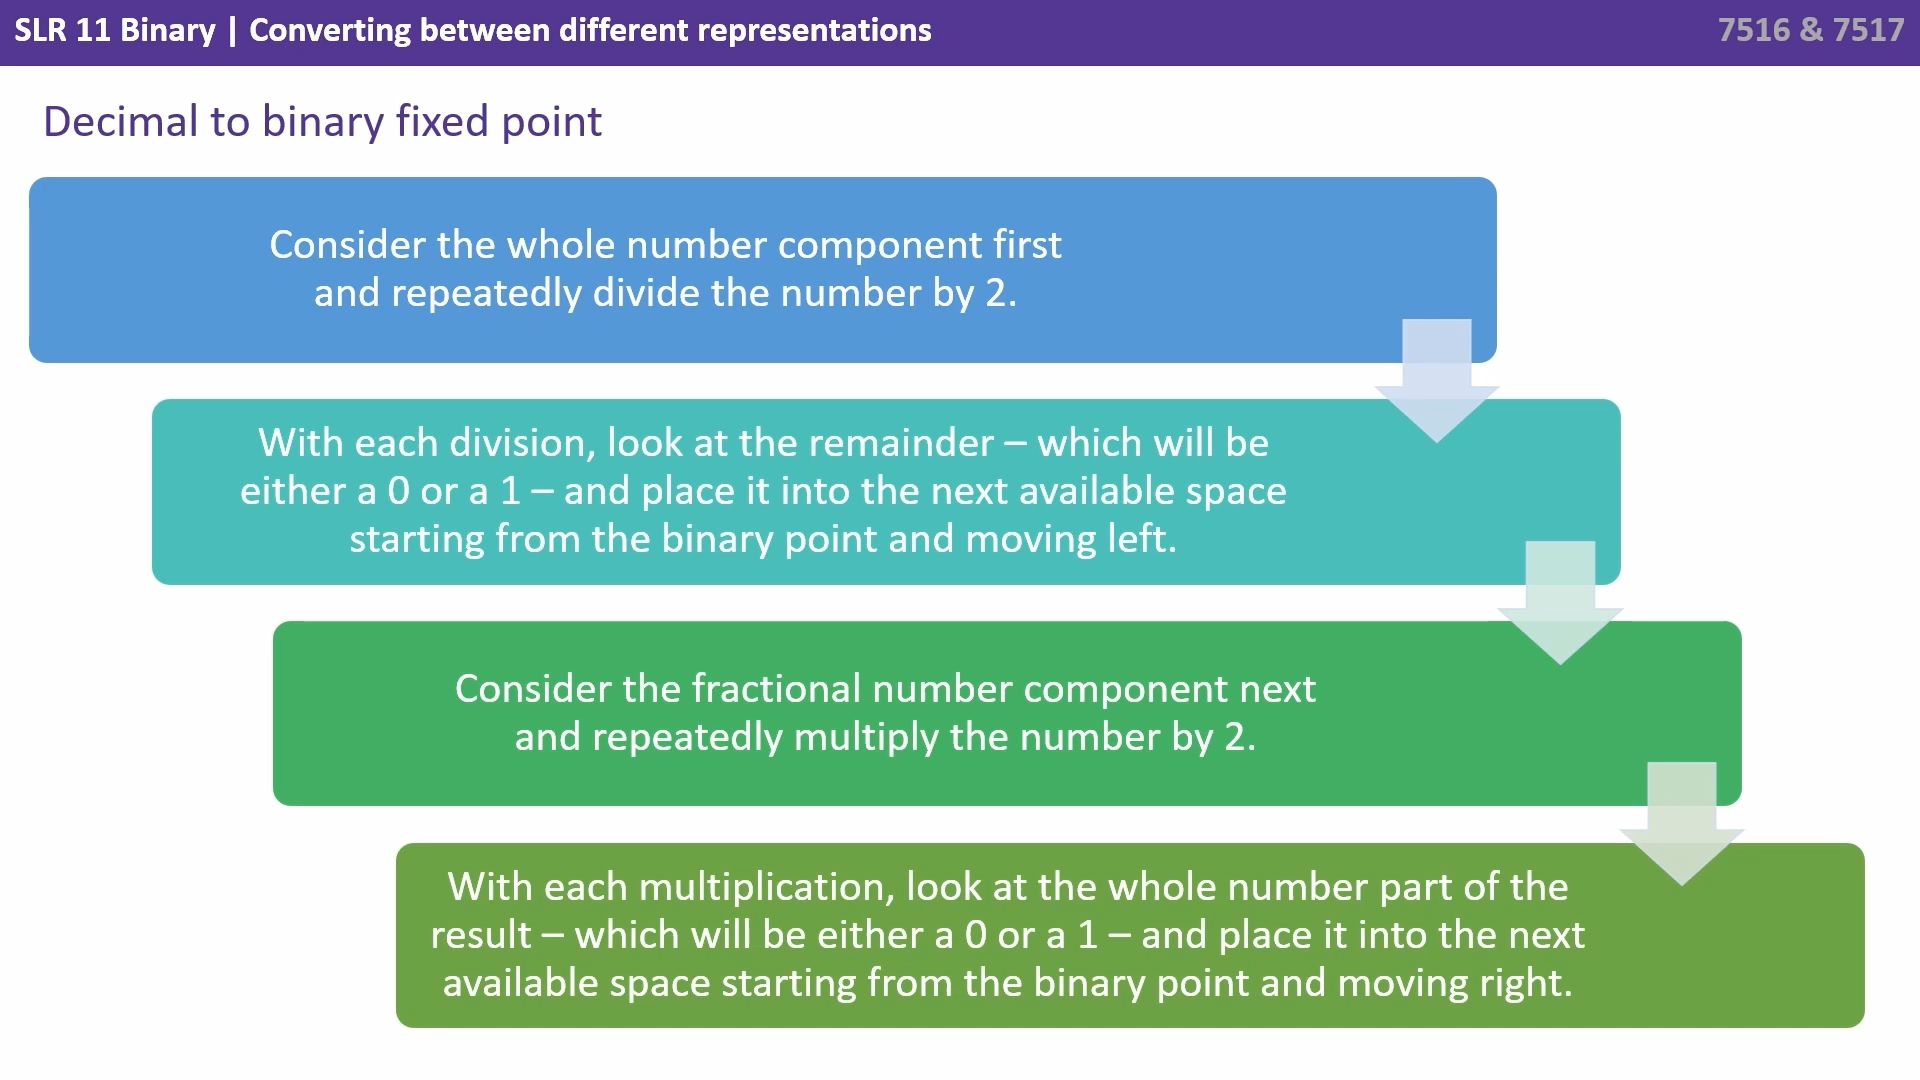 SLR 11 Binary | Converting between different representations
7516 & 7517
Decimal to binary fixed point
Consider the whole number component first
and repeatedly divide the number by 2.
With each division, look at the remainder – which will be
either a 0 or a 1 – and place it into the next available space
starting from the binary point and moving left.
Consider the fractional number component next
and repeatedly multiply the number by 2.
With each multiplication, look at the whole number part of the
result – which will be either a 0 or a 1 – and place it into the next
available space starting from the binary point and moving right.